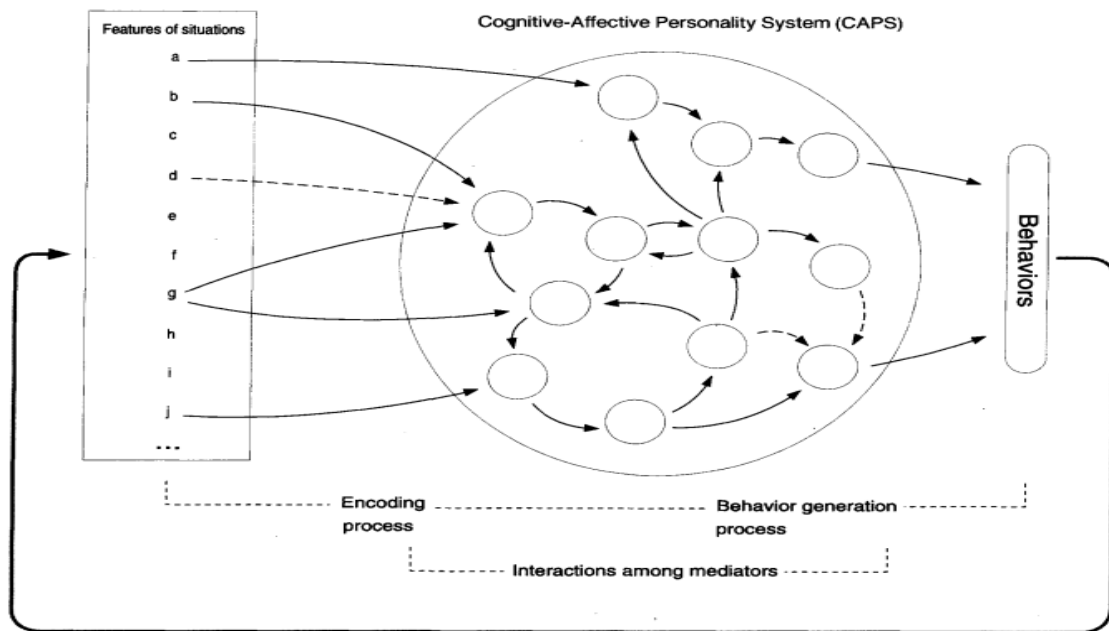 Cognitive-Affective Personality System (CAPS)
Features of situations
a
b
c
d
e
f
g
h
i
j
...
Behaviors
Encoding
process
Behavior generation
process
Interactions among mediators